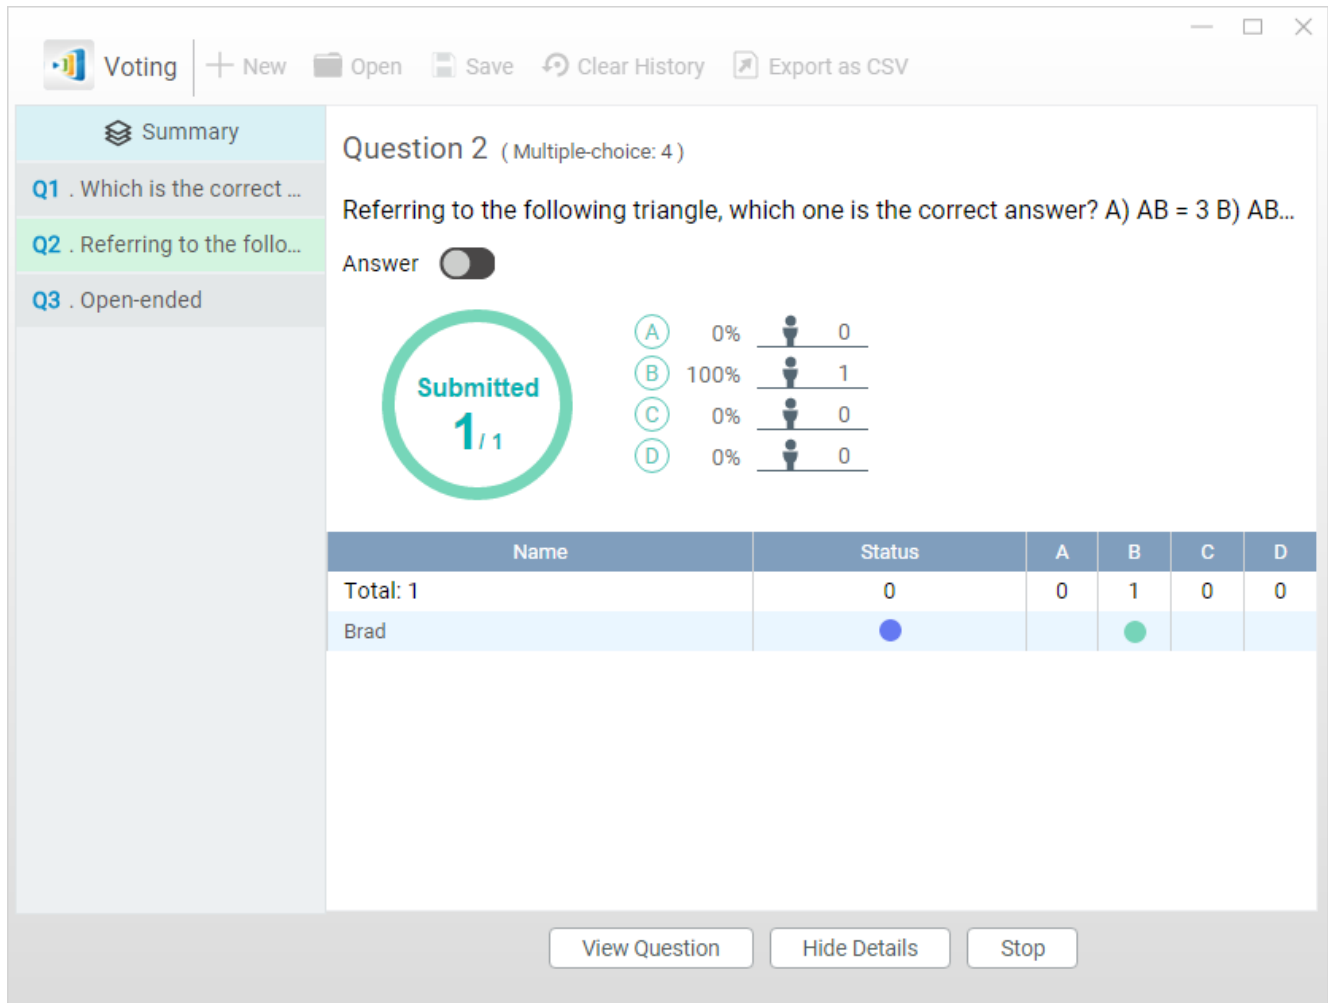 Voting New Open Save Clear History Export as CSV
Summary
Q1 . Which is the correct ...
Q2 . Referring to the follo...
Q3 . Open-ended
Question 2 ( Multiple-choice: 4 )
Referring to the following triangle, which one is the correct answer? A) AB = 3 B) AB...
Answer
Submitted
1 / 1
A 0% 0
B 100% 1
C 0% 0
D 0% 0
Name Status A B C D
Total: 1 0 0 1 0 0
Brad
View Question Hide Details Stop